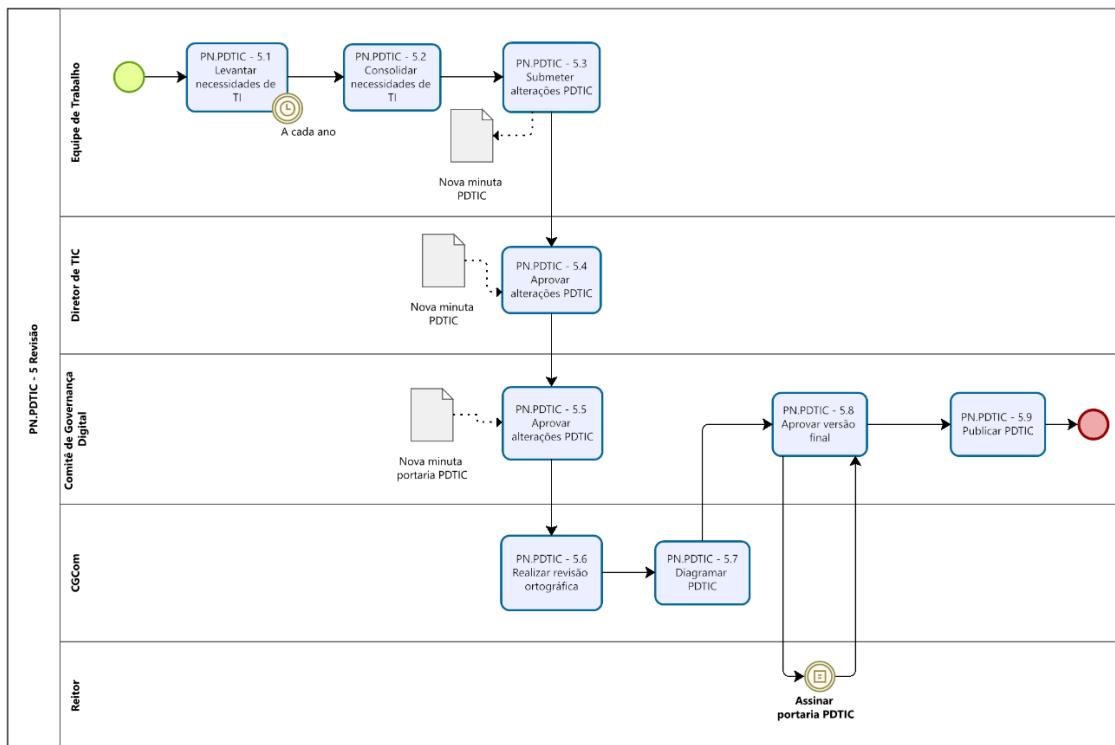 PN.PDTIC - 5 Revisão
Equipe de Trabalho
PN.PDTIC - 5.1
Levantar
necessidades de
TI
A cada ano
PN.PDTIC - 5.2
Consolidar
necessidades de
TI
PN.PDTIC - 5.3
Submeter
alterações PDTIC
Nova minuta
PDTIC
Diretor de TIC
Nova minuta
PDTIC
PN.PDTIC - 5.4
Aprovar
alterações PDTIC
Comitê de Governança
Digital
Nova minuta
portaria PDTIC
PN.PDTIC - 5.5
Aprovar
alterações PDTIC
PN.PDTIC - 5.8
Aprovar versão
final
PN.PDTIC - 5.9
Publicar PDTIC
CGCom
PN.PDTIC - 5.6
Realizar revisão
ortográfica
PN.PDTIC - 5.7
Diagramar
PDTIC
Reitor
Assinar
portaria PDTIC